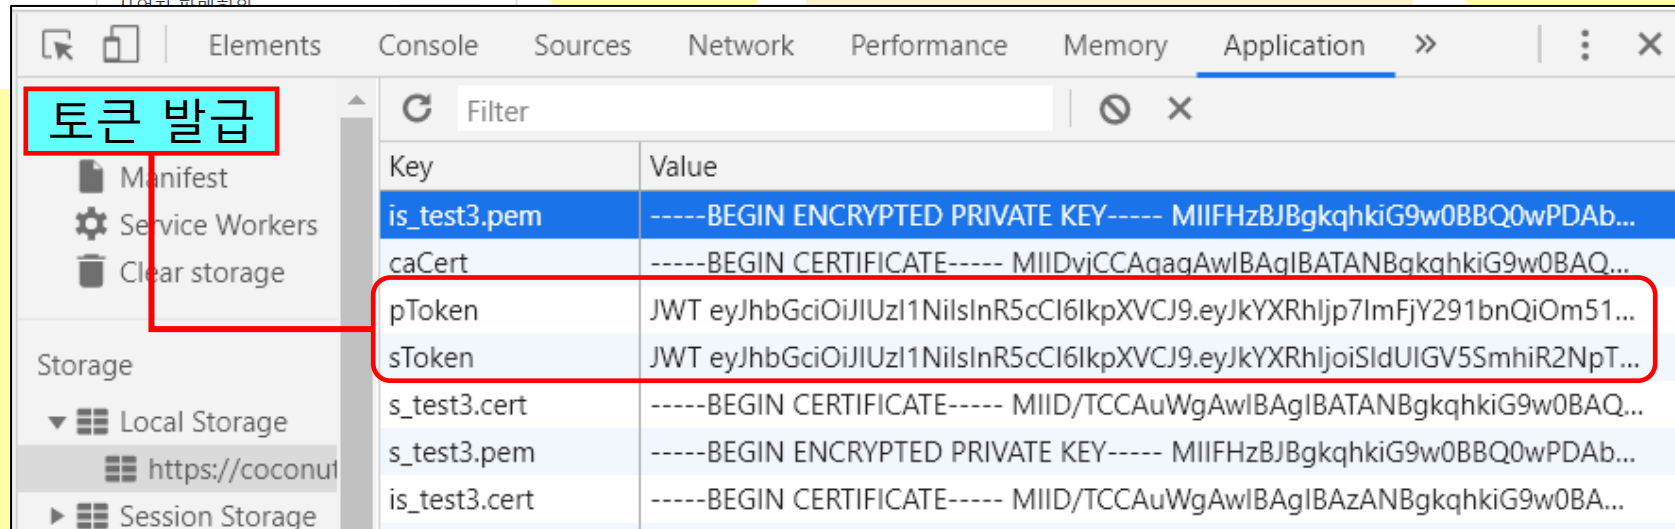 Elements Console Sources Network Performance Memory Application »
토큰 발급
Filter
Manifest
Service Workers
Clear storage
Storage
Local Storage
https://coconut
Session Storage
Key Value
is_test3.pem -----BEGIN ENCRYPTED PRIVATE KEY----- MIIFHzBJBgkqhkiG9w0BBQ0wPDAb...
caCert -----BEGIN CERTIFICATE----- MIIDvjCCAqagAwIBAgIBATANBgkqhkiG9w0BAQ...
pToken JWT eyJhbGciOiJIUzI1NiIsInR5cCI6IkpXVCJ9.eyJkYXRhIjp7ImFjY291bnQiOm51...
sToken JWT eyJhbGciOiJIUzI1NiIsInR5cCI6IkpXVCJ9.eyJkYXRhIjoiSldUIGV5SmhiR2NpT...
s_test3.cert -----BEGIN CERTIFICATE----- MIID/TCCAuWgAwIBAgIBATANBgkqhkiG9w0BAQ...
s_test3.pem -----BEGIN ENCRYPTED PRIVATE KEY----- MIIFHzBJBgkqhkiG9w0BBQ0wPDAb...
is_test3.cert -----BEGIN CERTIFICATE----- MIID/TCCAuWgAwIBAgIBAzANBgkqhkiG9w0BA...